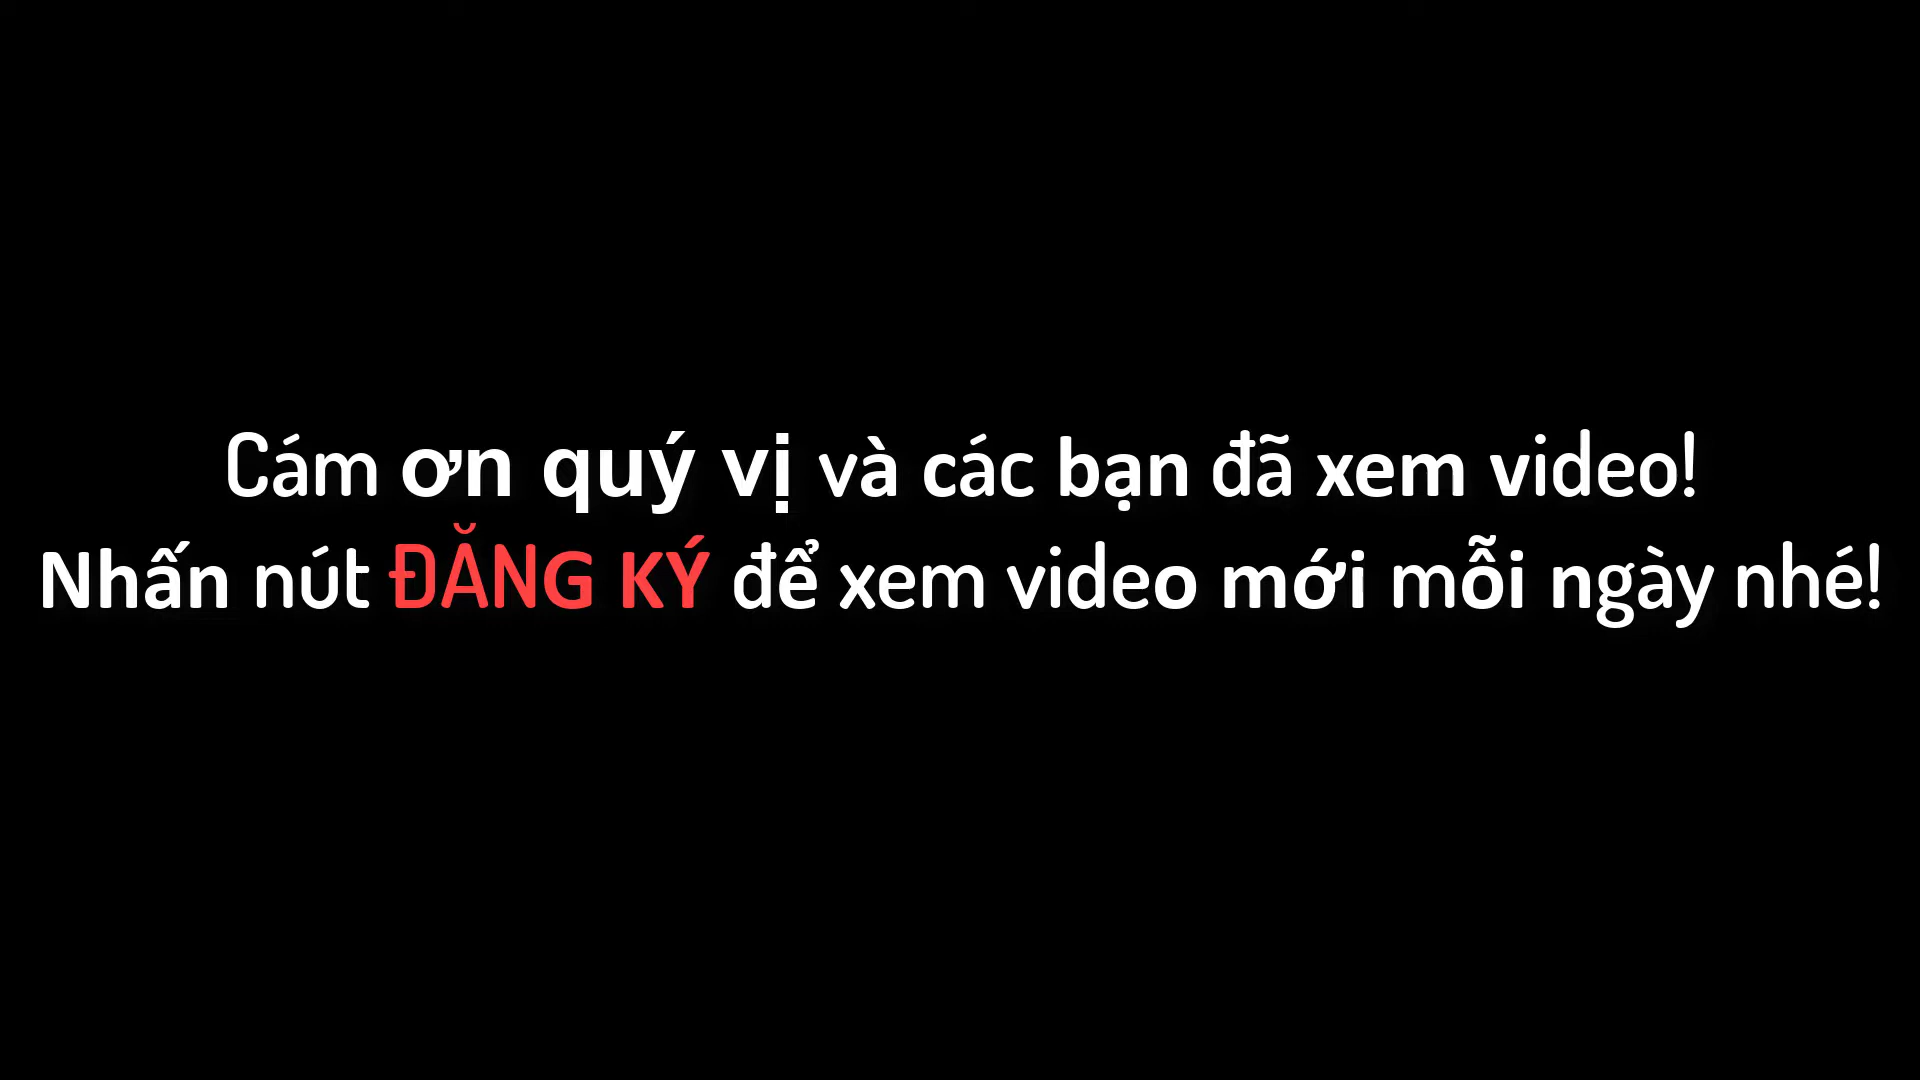 Cám ơn quý vị và các bạn đã xem video!
Nhấn nút ĐĂNG KÝ để xem video mới mỗi ngày nhé!